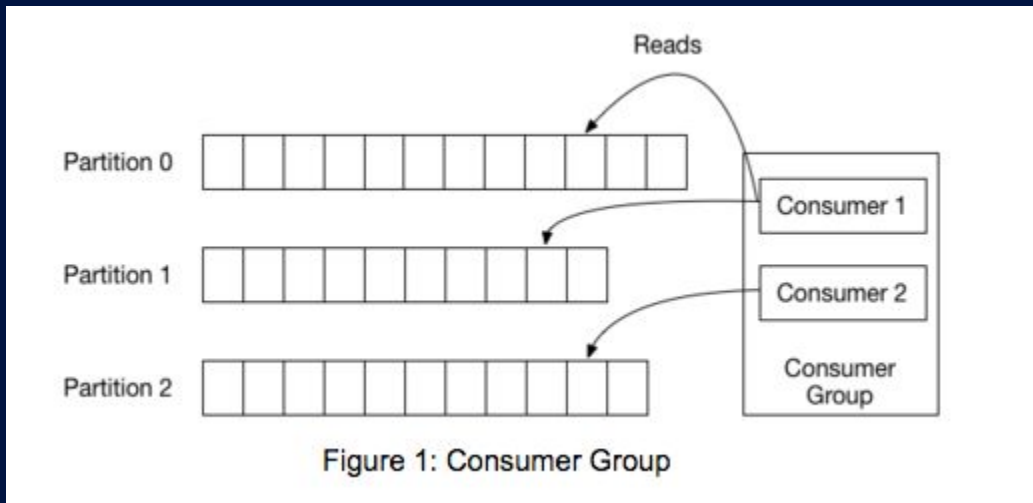 Reads
Partition 0
Consumer 1
Partition 1
Consumer 2
Partition 2
Consumer
Group
Figure 1: Consumer Group